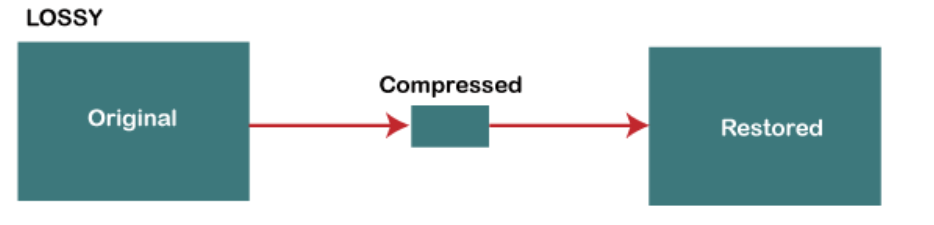 LOSSY
Original
Compressed
Restored